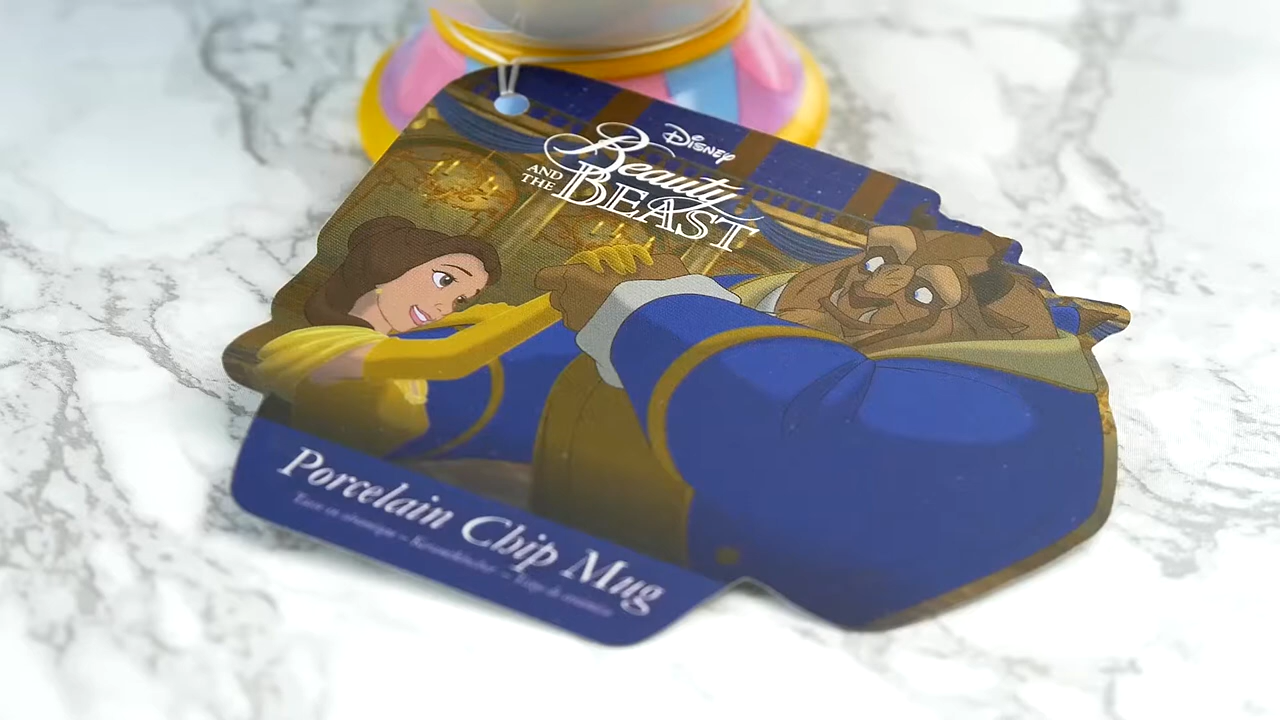 Disney
Beauty
AND THE
BEAST
Porcelain Chip Mug